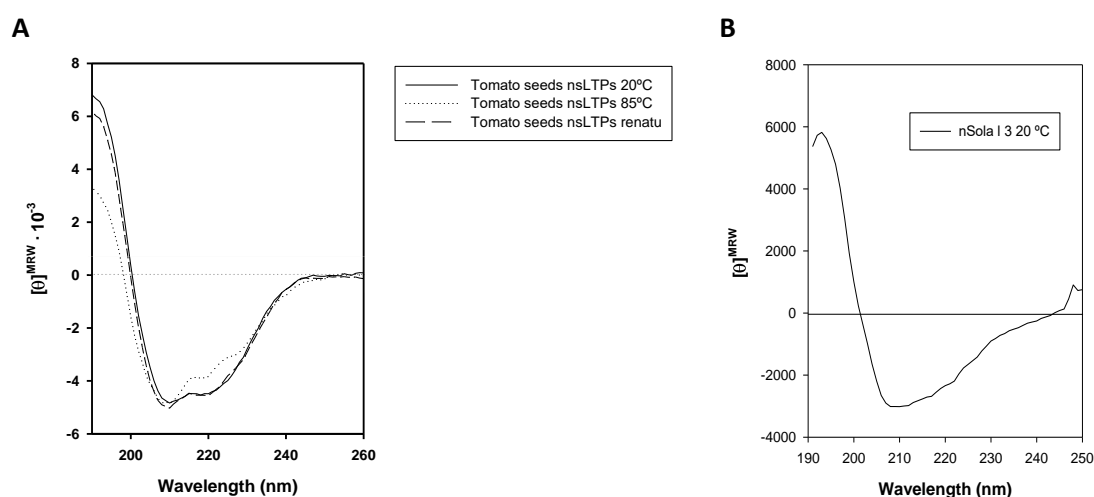 A
8
6
4
2
0
-2
-4
-6
200
220
240
260
[θ]ᴹᴿᵂ · 10⁻³
Wavelength (nm)
Tomato seeds nsLTPs 20ºC
Tomato seeds nsLTPs 85ºC
Tomato seeds nsLTPs renatu
B
8000
6000
4000
2000
0
-2000
-4000
190
200
210
220
230
240
250
[θ]ᴹᴿᵂ
Wavelength (nm)
nSola l 3 20 ºC